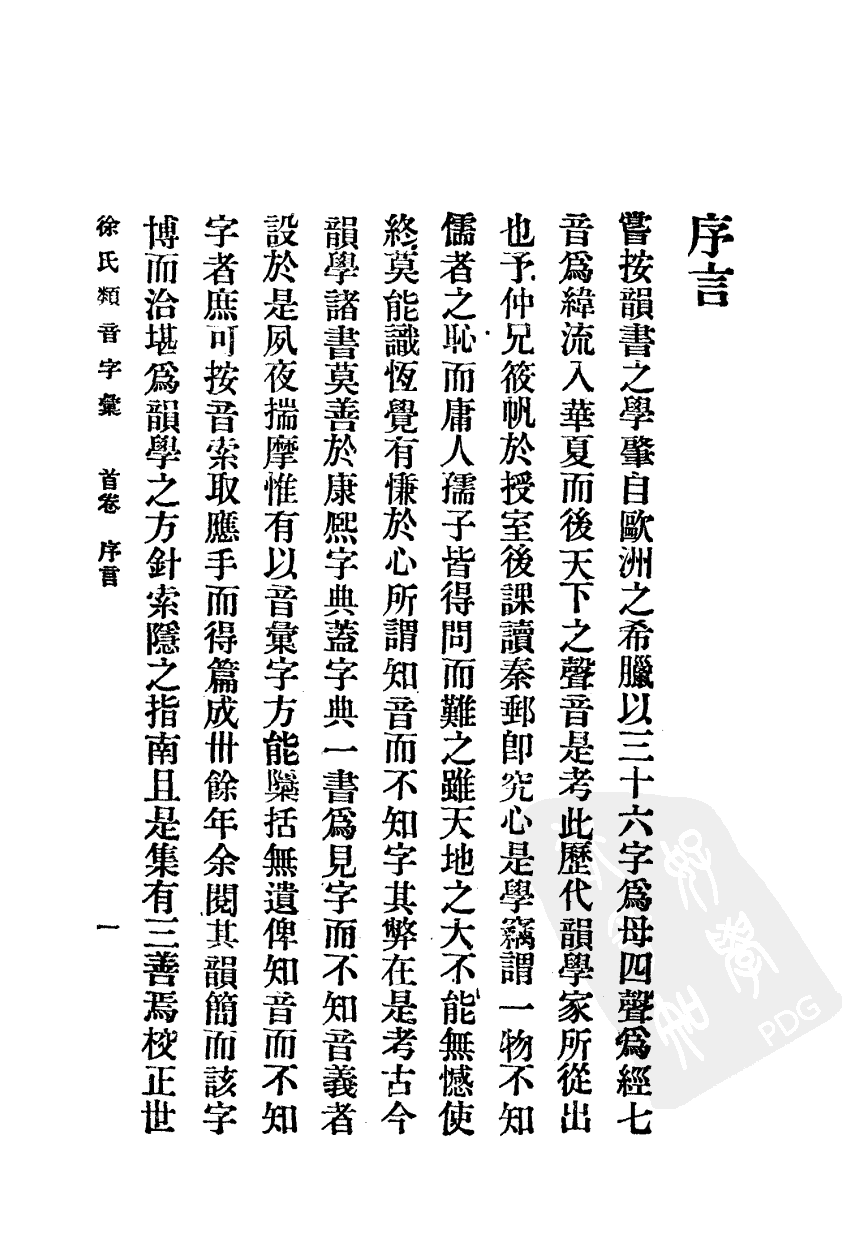 序言
嘗按韻書之學肇自歐洲之希臘以三十六字爲母四聲爲經七
音爲緯流入華夏而後天下之聲音是考此歷代韻學家所從出
也予仲兄筱帆於授室後課讀秦郵卽究心是學竊謂一物不知
儒者之恥而庸人孺子皆得問而難之雖天地之大不能無憾使
終莫能識恆覺有慊於心所謂知音而不知字其弊在是考古今
韻學諸書莫善於康熙字典蓋字典一書爲見字而不知音義者
設於是夙夜揣摩惟有以音彙字方能檃括無遺俾知音而不知
字者庶可按音索取應手而得篇成卅餘年余閱其韻簡而該字
博而洽堪爲韻學之方針索隱之指南且是集有三善焉校正世
徐氏類音字彙 首卷 序言 一
PDG